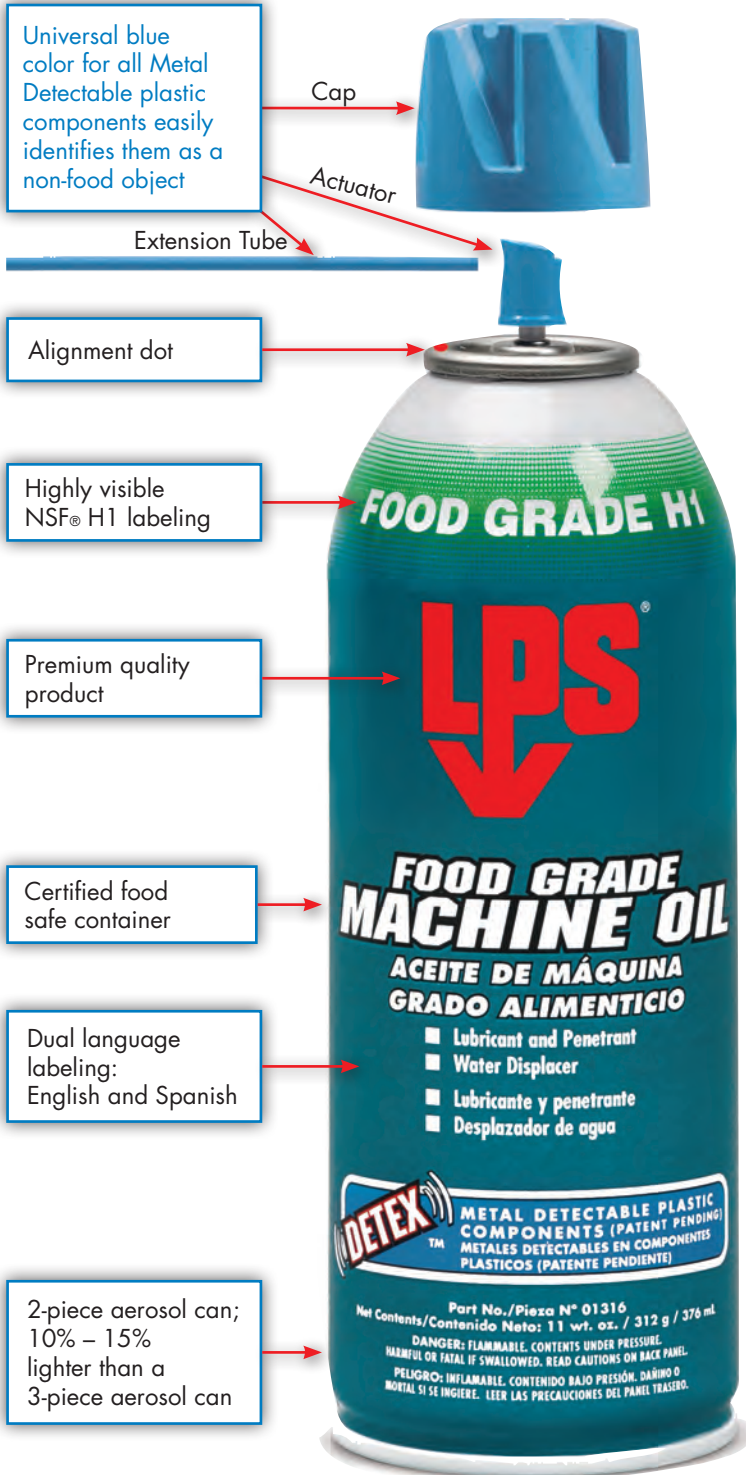 Universal blue
color for all Metal
Detectable plastic
components easily
identifies them as a
non-food object
Cap
Actuator
Extension Tube
Alignment dot
Highly visible
NSF® H1 labeling
FOOD GRADE H1
Premium quality
product
LPS®
Certified food
safe container
FOOD GRADE
MACHINE OIL
ACEITE DE MÁQUINA
GRADO ALIMENTICIO
Dual language
labeling:
English and Spanish
Lubricant and Penetrant
Water Displacer
Lubricante y penetrante
Desplazador de agua
DETEX™
METAL DETECTABLE PLASTIC
COMPONENTS (PATENT PENDING)
METALES DETECTABLES EN COMPONENTES
PLASTICOS (PATENTE PENDIENTE)
2-piece aerosol can;
10% – 15%
lighter than a
3-piece aerosol can
Part No./Pieza N° 01316
Net Contents/Contenido Neto: 11 wt. oz. / 312 g / 376 mL
DANGER: FLAMMABLE. CONTENTS UNDER PRESSURE.
HARMFUL OR FATAL IF SWALLOWED. READ CAUTIONS ON BACK PANEL.
PELIGRO: INFLAMABLE. CONTENIDO BAJO PRESIÓN. DAÑINO O
MORTAL SI SE INGIERE. LEER LAS PRECAUCIONES DEL PANEL TRASERO.